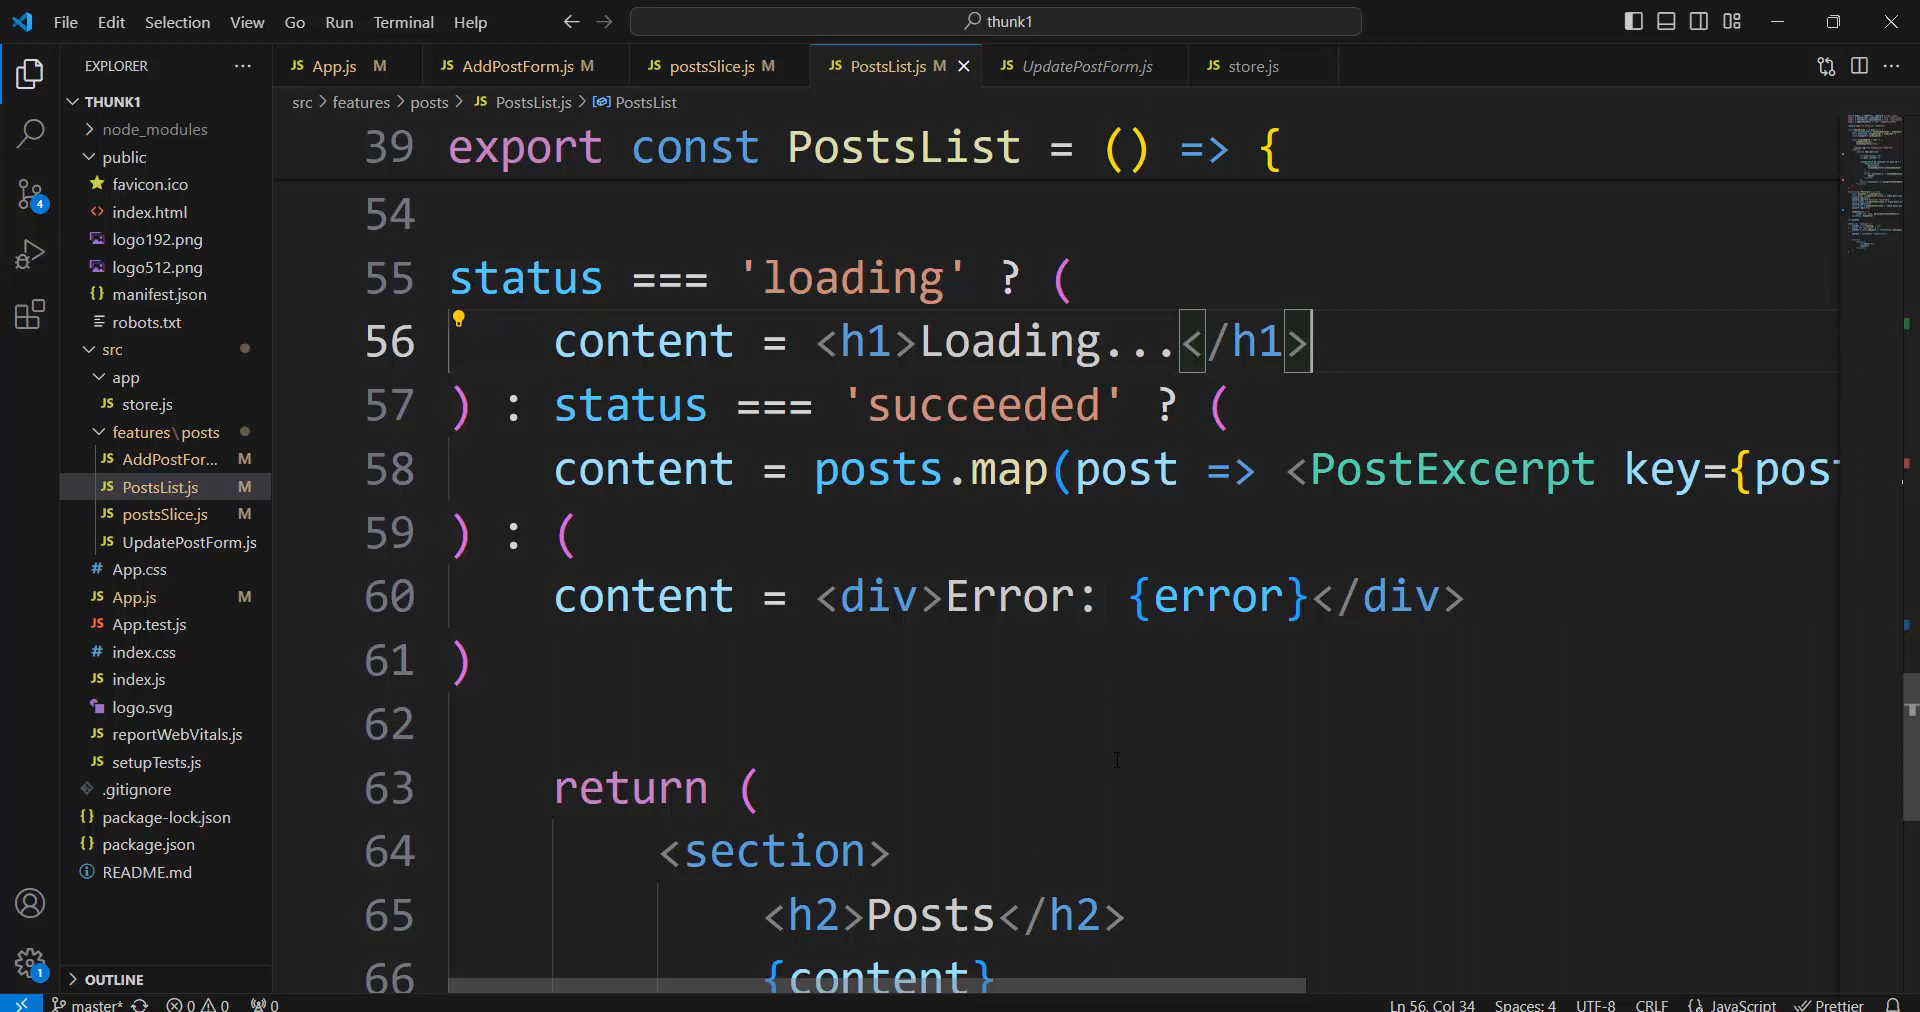 File Edit Selection View Go Run Terminal Help
thunk1
EXPLORER
THUNK1
node_modules
public
favicon.ico
index.html
logo192.png
logo512.png
manifest.json
robots.txt
src
app
store.js
features\posts
AddPostFor... M
PostsList.js M
postsSlice.js M
UpdatePostForm.js
App.css
App.js M
App.test.js
index.css
index.js
logo.svg
reportWebVitals.js
setupTests.js
.gitignore
package-lock.json
package.json
README.md
OUTLINE
JS App.js M JS AddPostForm.js M JS postsSlice.js M JS PostsList.js M JS UpdatePostForm.js JS store.js
src > features > posts > JS PostsList.js > PostsList
39 export const PostsList = () => {
54
55 status === 'loading' ? (
56 content = <h1>Loading...</h1>
57 ) : status === 'succeeded' ? (
58 content = posts.map(post => <PostExcerpt key={pos
59 ) : (
60 content = <div>Error: {error}</div>
61 )
62
63 return (
64 <section>
65 <h2>Posts</h2>
66 {content}
4
1
master* 0 0 0 Ln 56, Col 34 Spaces: 4 UTF-8 CRLF {} JavaScript Prettier